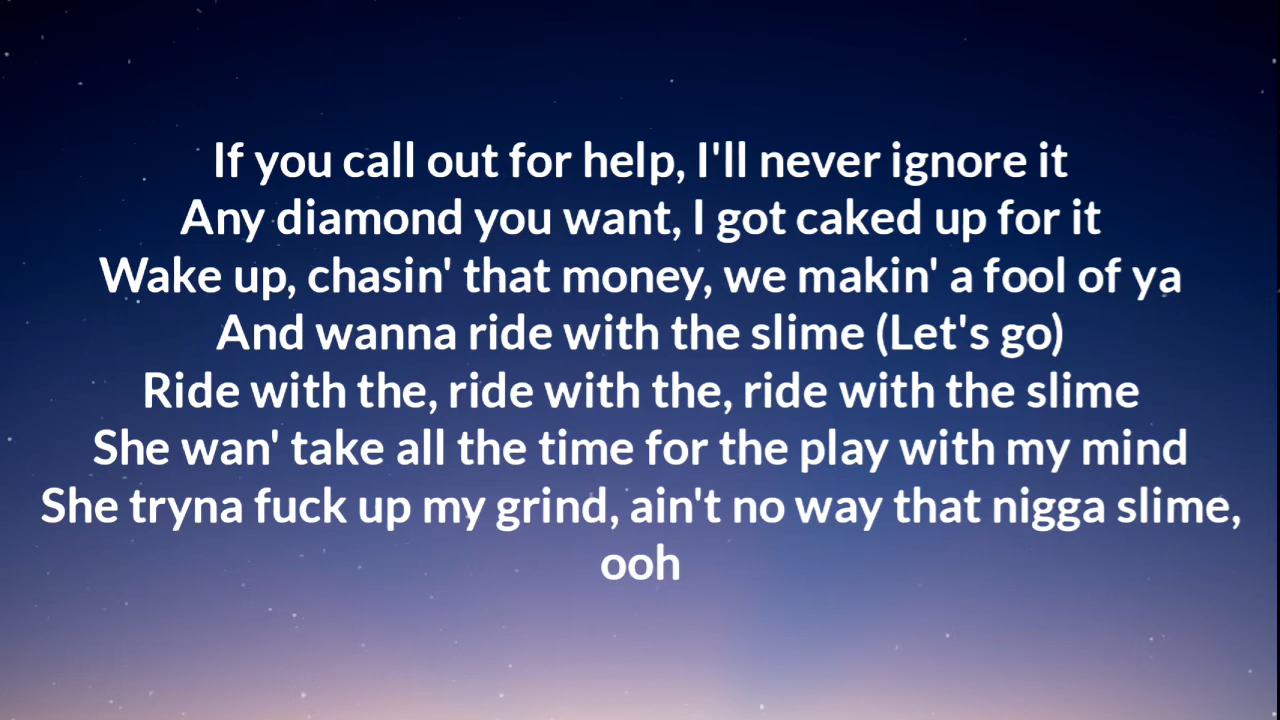 If you call out for help, I'll never ignore it
Any diamond you want, I got caked up for it
Wake up, chasin' that money, we makin' a fool of ya
And wanna ride with the slime (Let's go)
Ride with the, ride with the, ride with the slime
She wan' take all the time for the play with my mind
She tryna fuck up my grind, ain't no way that nigga slime,
ooh